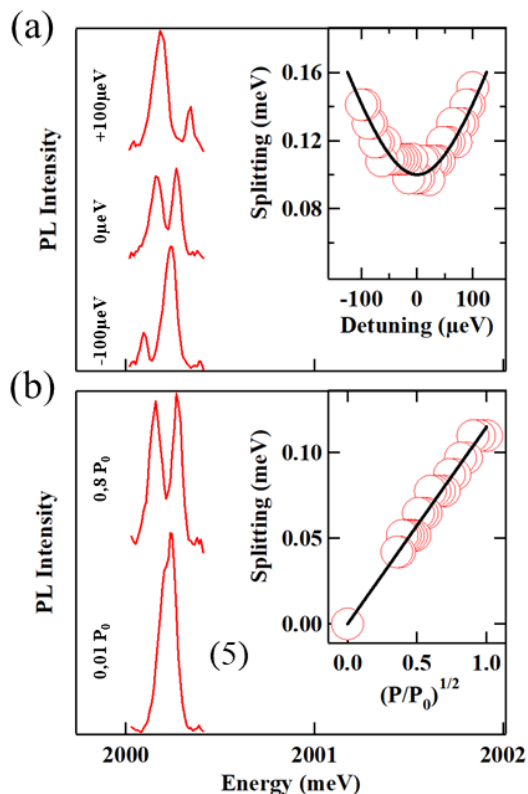 (a)
PL Intensity
+100μeV
0μeV
-100μeV
Splitting (meV)
0.16
0.12
0.08
-100 0 100
Detuning (μeV)
(b)
PL Intensity
0,8 P0
0,01 P0
(5)
Splitting (meV)
0.10
0.05
0.00
0.0 0.5 1.0
(P/P0)1/2
2000 2001 2002
Energy (meV)